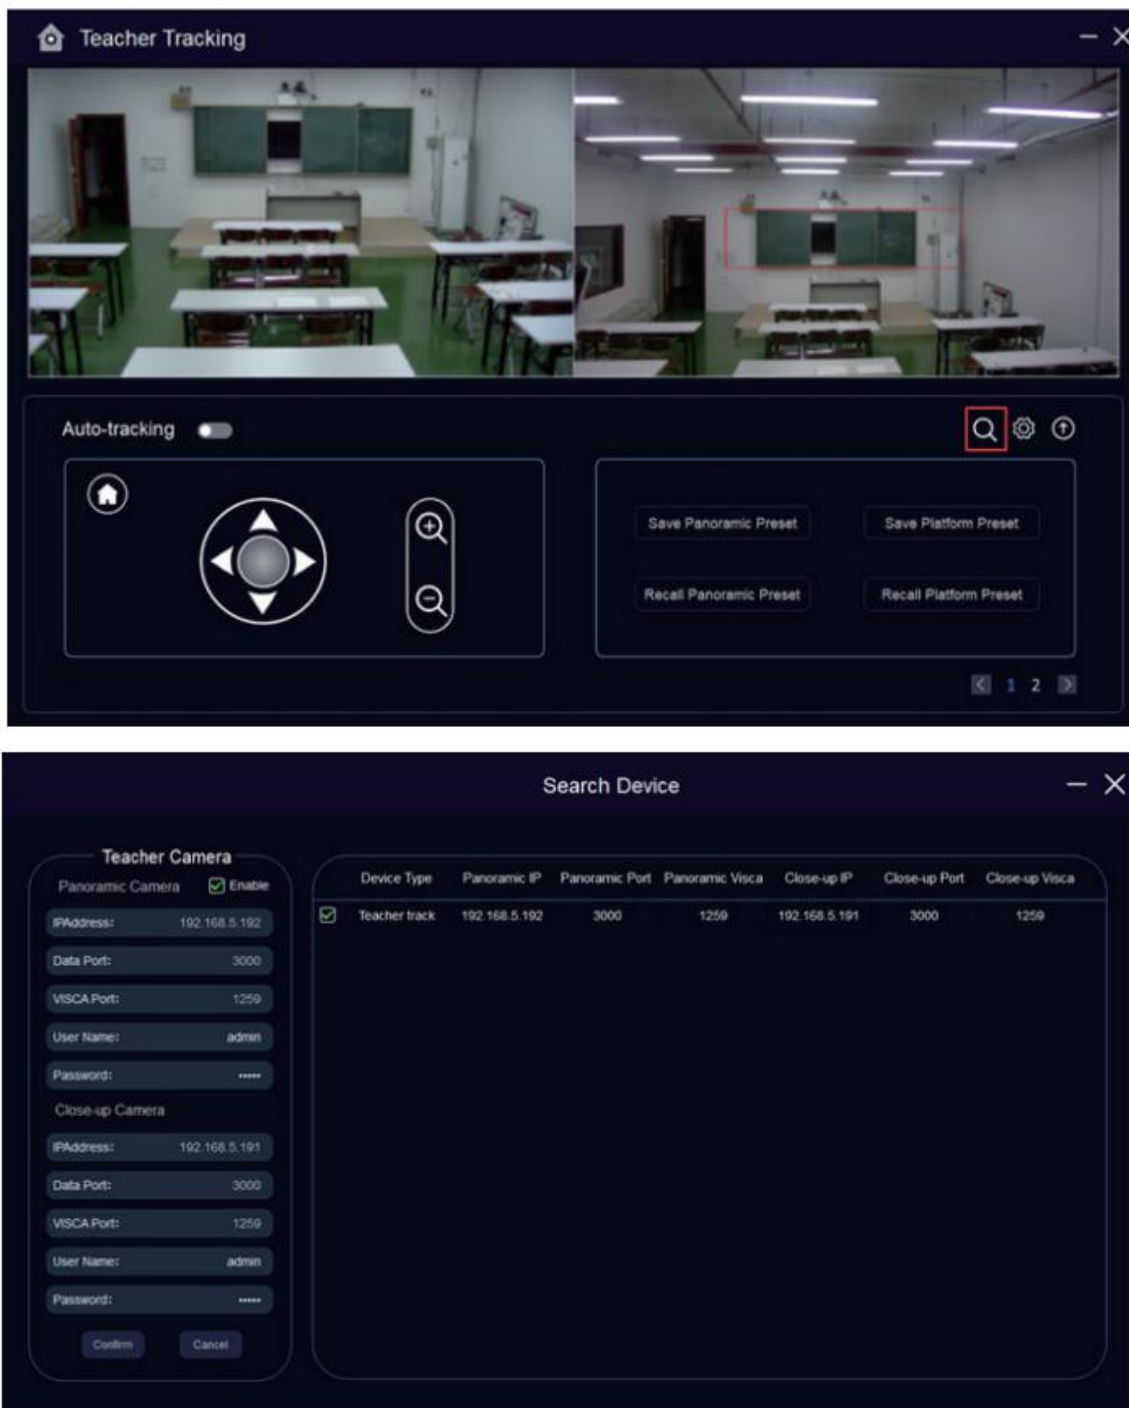 Teacher Tracking
Auto-tracking
Save Panoramic Preset Save Platform Preset
Recall Panoramic Preset Recall Platform Preset
1 2
Search Device
Teacher Camera
Panoramic Camera Enable
IPAddress: 192.168.5.192
Data Port: 3000
VISCA Port: 1259
User Name: admin
Password: •••••
Close-up Camera
IPAddress: 192.168.5.191
Data Port: 3000
VISCA Port: 1259
User Name: admin
Password: •••••
Confirm Cancel
Device Type Panoramic IP Panoramic Port Panoramic Visca Close-up IP Close-up Port Close-up Visca
Teacher track 192.168.5.192 3000 1259 192.168.5.191 3000 1259